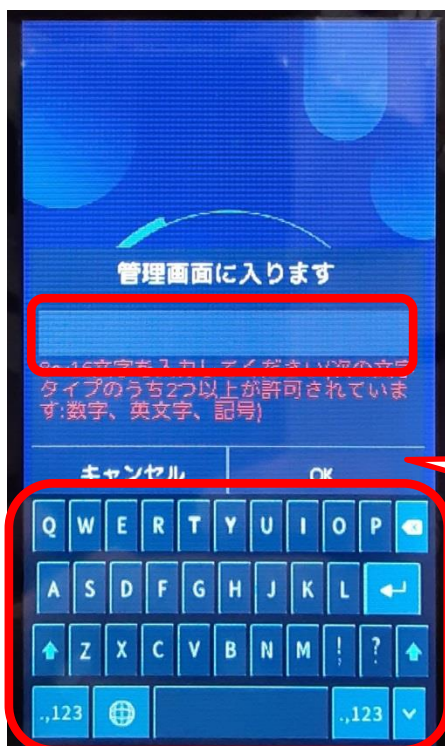 管理画面に入ります
16文字を入力してください(次の文字
タイプのうち2つ以上が許可されていま
す:数字、英文字、記号)
キャンセル OK
Q W E R T Y U I O P
A S D F G H J K L
Z X C V B N M ! ?
.,123 .,123